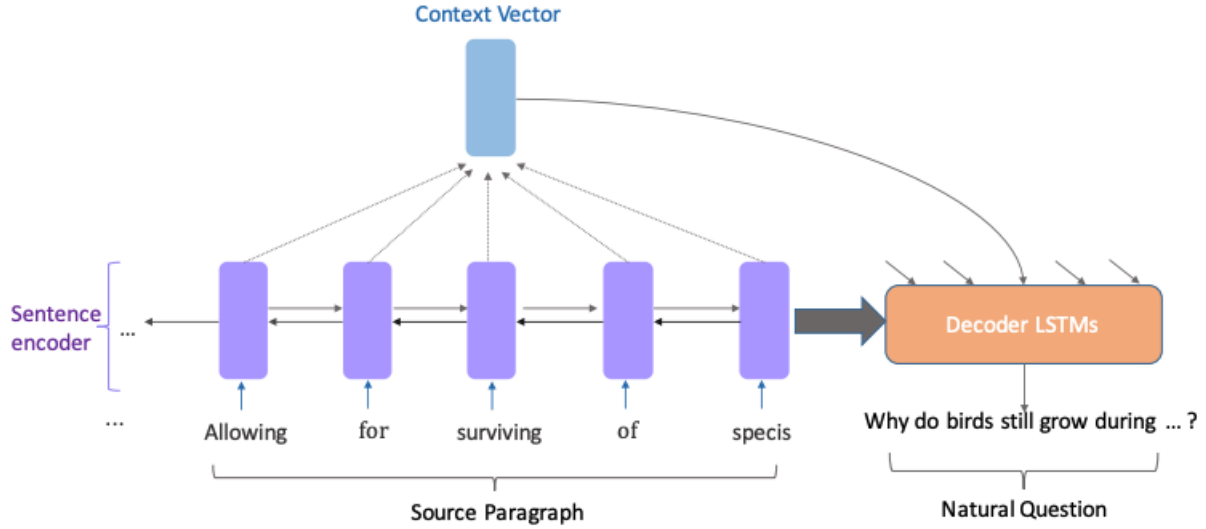 Context Vector
Sentence
encoder
...
Decoder LSTMs
...
Allowing
for
surviving
of
specis
Why do birds still grow during ... ?
Source Paragraph
Natural Question